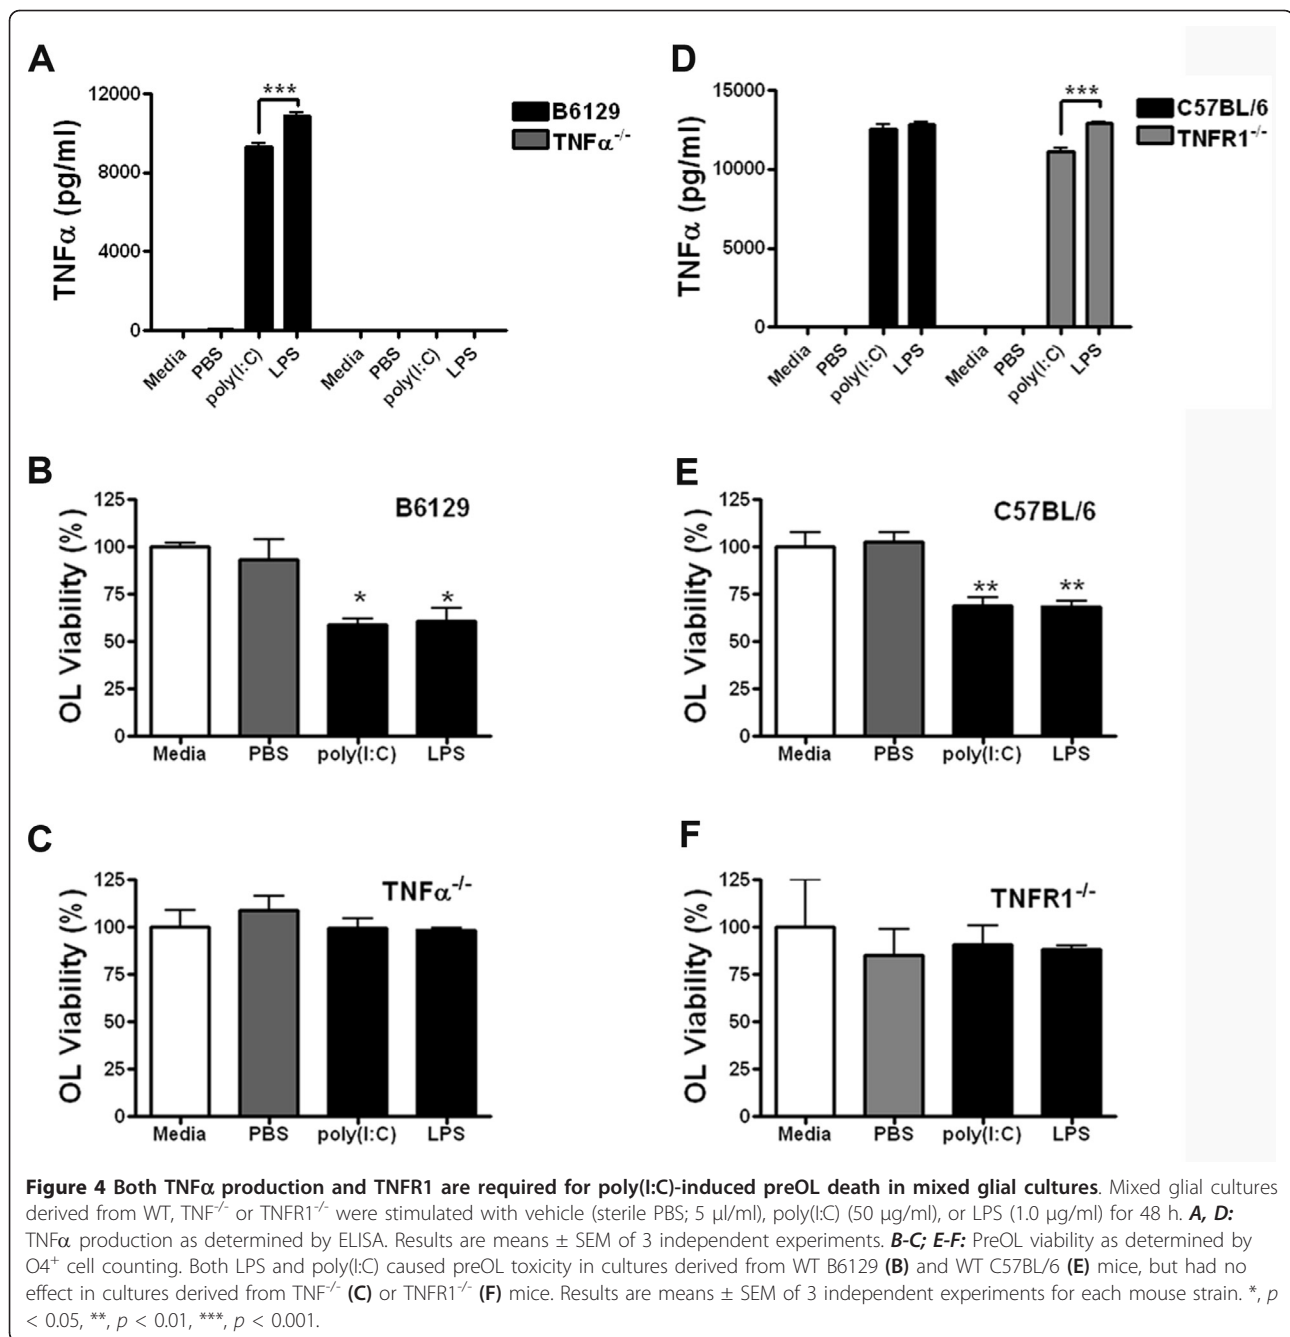 A
12000
8000
4000
0
TNFα (pg/ml)
***
B6129
TNFα-/-
Media
PBS
poly(I:C)
LPS
Media
PBS
poly(I:C)
LPS
D
15000
10000
5000
0
TNFα (pg/ml)
***
C57BL/6
TNFR1-/-
Media
PBS
poly(I:C)
LPS
Media
PBS
poly(I:C)
LPS
B
125
100
75
50
25
0
OL Viability (%)
B6129
*
*
Media
PBS
poly(I:C)
LPS
E
125
100
75
50
25
0
OL Viability (%)
C57BL/6
**
**
Media
PBS
poly(I:C)
LPS
C
125
100
75
50
25
0
OL Viability (%)
TNFα-/-
Media
PBS
poly(I:C)
LPS
F
125
100
75
50
25
0
OL Viability (%)
TNFR1-/-
Media
PBS
poly(I:C)
LPS
Figure 4 Both TNFα production and TNFR1 are required for poly(I:C)-induced preOL death in mixed glial cultures. Mixed glial cultures
derived from WT, TNF-/- or TNFR1-/- were stimulated with vehicle (sterile PBS; 5 μl/ml), poly(I:C) (50 μg/ml), or LPS (1.0 μg/ml) for 48 h. A, D:
TNFα production as determined by ELISA. Results are means ± SEM of 3 independent experiments. B-C; E-F: PreOL viability as determined by
O4+ cell counting. Both LPS and poly(I:C) caused preOL toxicity in cultures derived from WT B6129 (B) and WT C57BL/6 (E) mice, but had no
effect in cultures derived from TNF-/- (C) or TNFR1-/- (F) mice. Results are means ± SEM of 3 independent experiments for each mouse strain. *, p
< 0.05, **, p < 0.01, ***, p < 0.001.